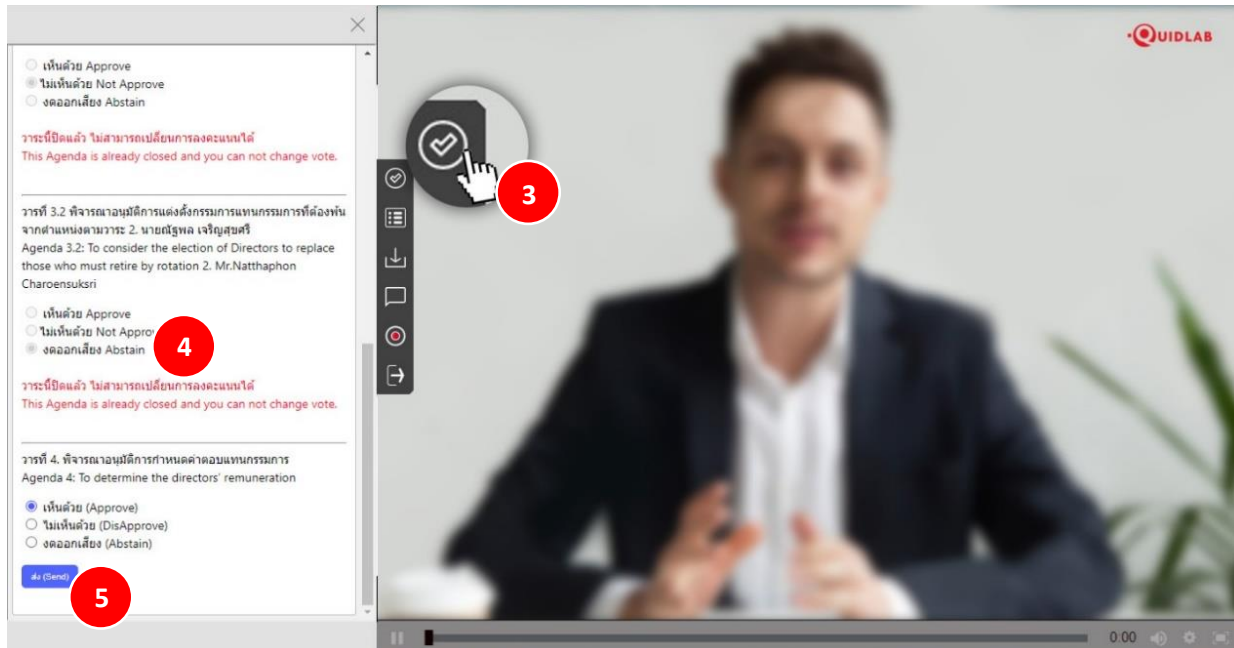 เห็นด้วย Approve
ไม่เห็นด้วย Not Approve
งดออกเสียง Abstain
วาระนี้ปิดแล้ว ไม่สามารถเปลี่ยนการลงคะแนนได้
This Agenda is already closed and you can not change vote.
วารที่ 3.2 พิจารณาอนุมัติการแต่งตั้งกรรมการแทนกรรมการที่ต้องพ้น
จากตำแหน่งตามวาระ 2. นายณัฐพล เจริญสุขศรี
Agenda 3.2: To consider the election of Directors to replace
those who must retire by rotation 2. Mr.Natthaphon
Charoensuksri
เห็นด้วย Approve
ไม่เห็นด้วย Not Approv
งดออกเสียง Abstain
4
วาระนี้ปิดแล้ว ไม่สามารถเปลี่ยนการลงคะแนนได้
This Agenda is already closed and you can not change vote.
วารที่ 4. พิจารณาอนุมัติการกำหนดค่าตอบแทนกรรมการ
Agenda 4: To determine the directors' remuneration
เห็นด้วย (Approve)
ไม่เห็นด้วย (DisApprove)
งดออกเสียง (Abstain)
ส่ง (Send)
5
QUIDLAB
3
0:00